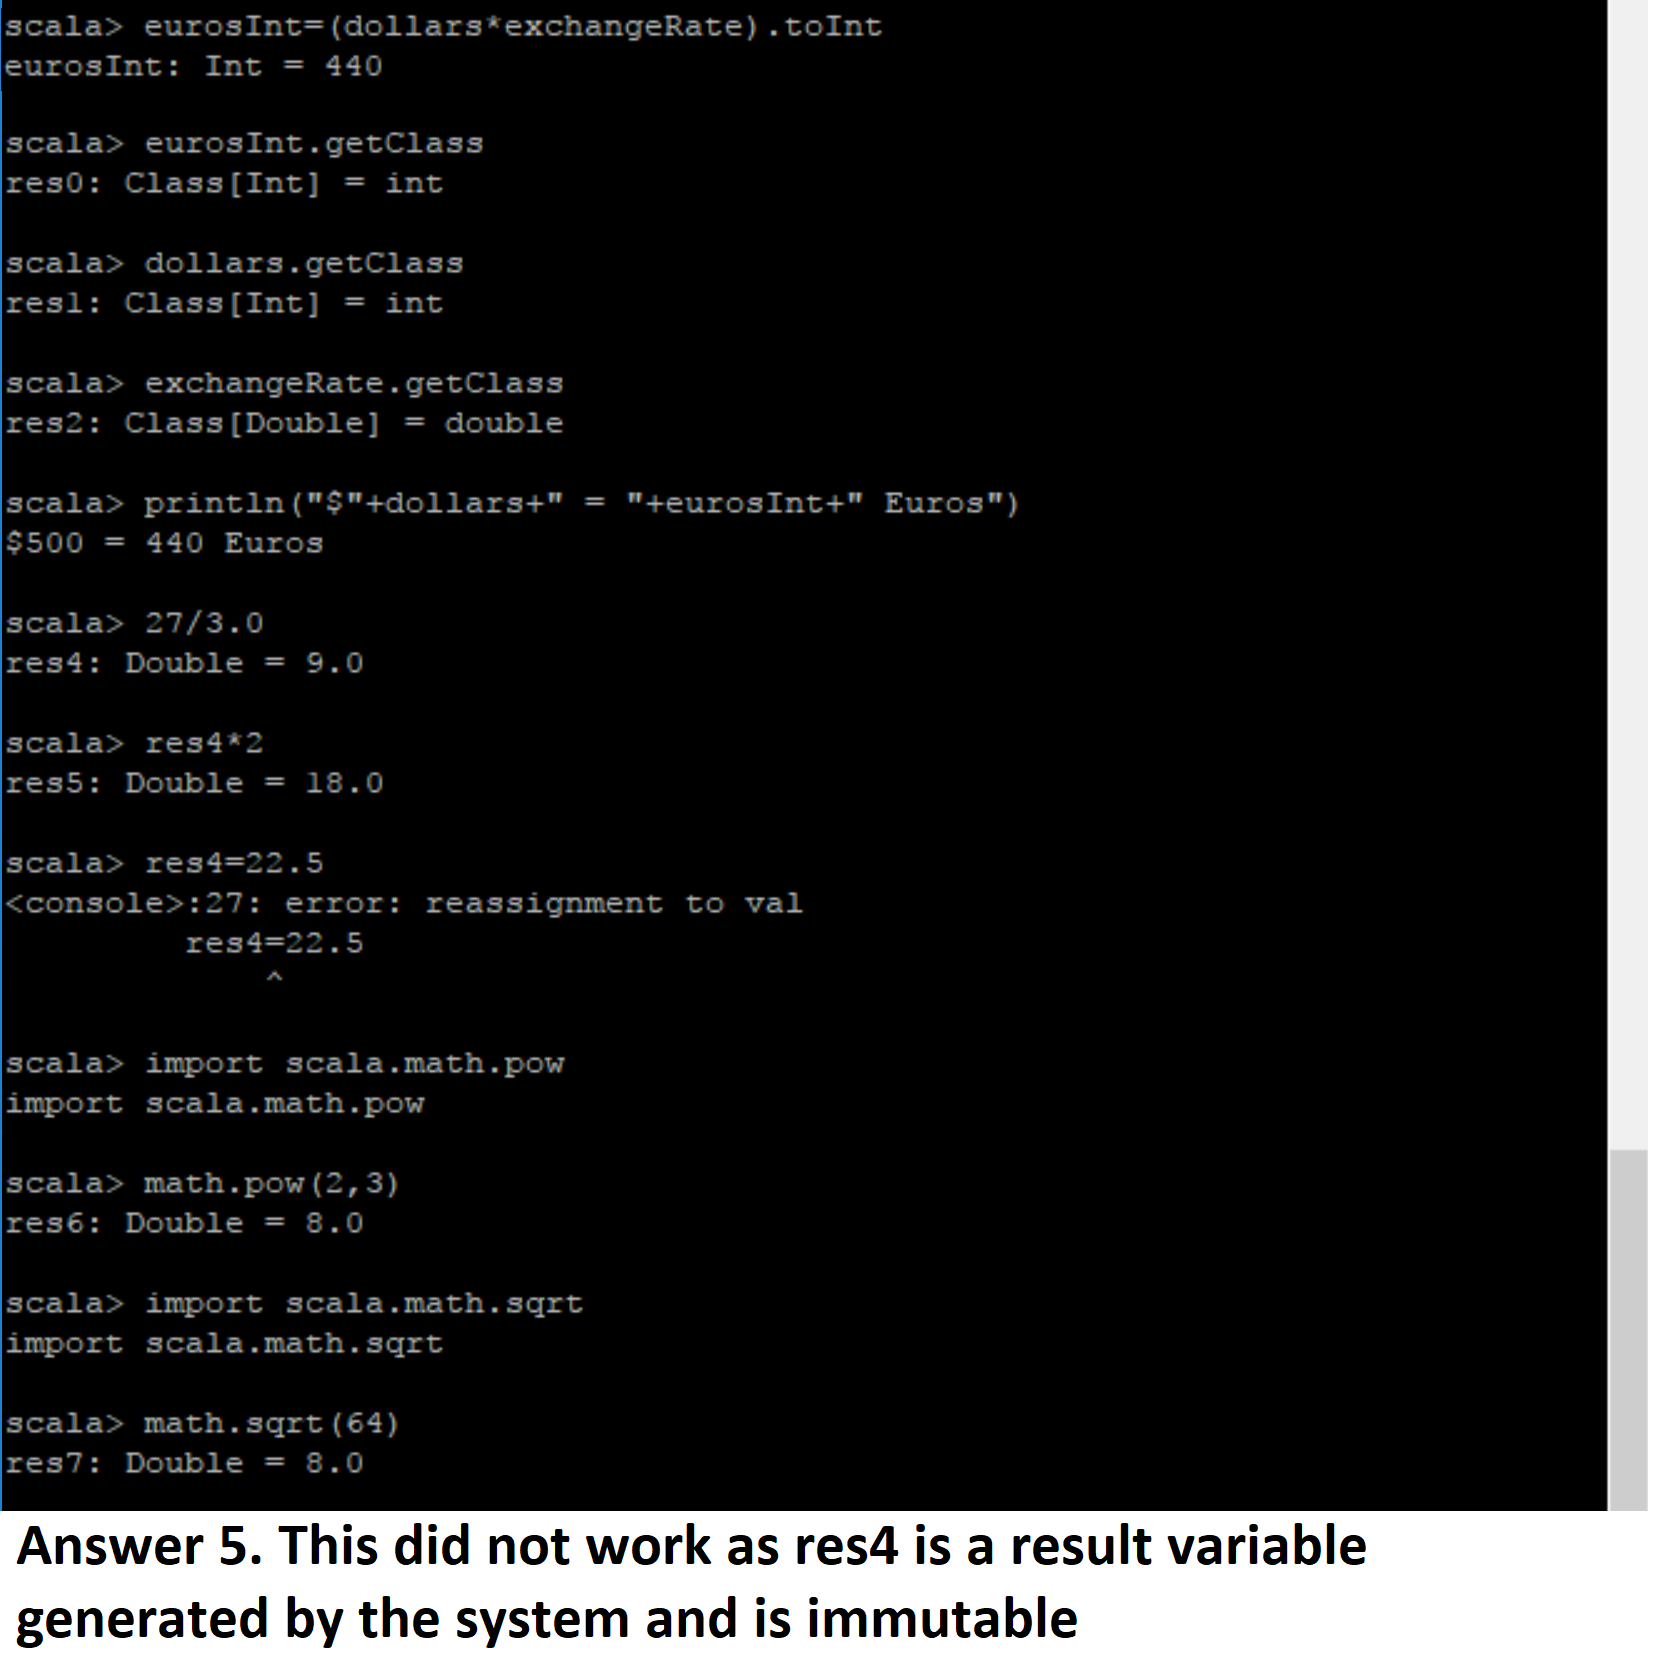 scala> eurosInt=(dollars*exchangeRate).toInt
eurosInt: Int = 440
scala> eurosInt.getClass
res0: Class[Int] = int
scala> dollars.getClass
res1: Class[Int] = int
scala> exchangeRate.getClass
res2: Class[Double] = double
scala> println("$"+dollars+" = "+eurosInt+" Euros")
$500 = 440 Euros
scala> 27/3.0
res4: Double = 9.0
scala> res4*2
res5: Double = 18.0
scala> res4=22.5
<console>:27: error: reassignment to val
res4=22.5
^
scala> import scala.math.pow
import scala.math.pow
scala> math.pow(2,3)
res6: Double = 8.0
scala> import scala.math.sqrt
import scala.math.sqrt
scala> math.sqrt(64)
res7: Double = 8.0
Answer 5. This did not work as res4 is a result variable
generated by the system and is immutable